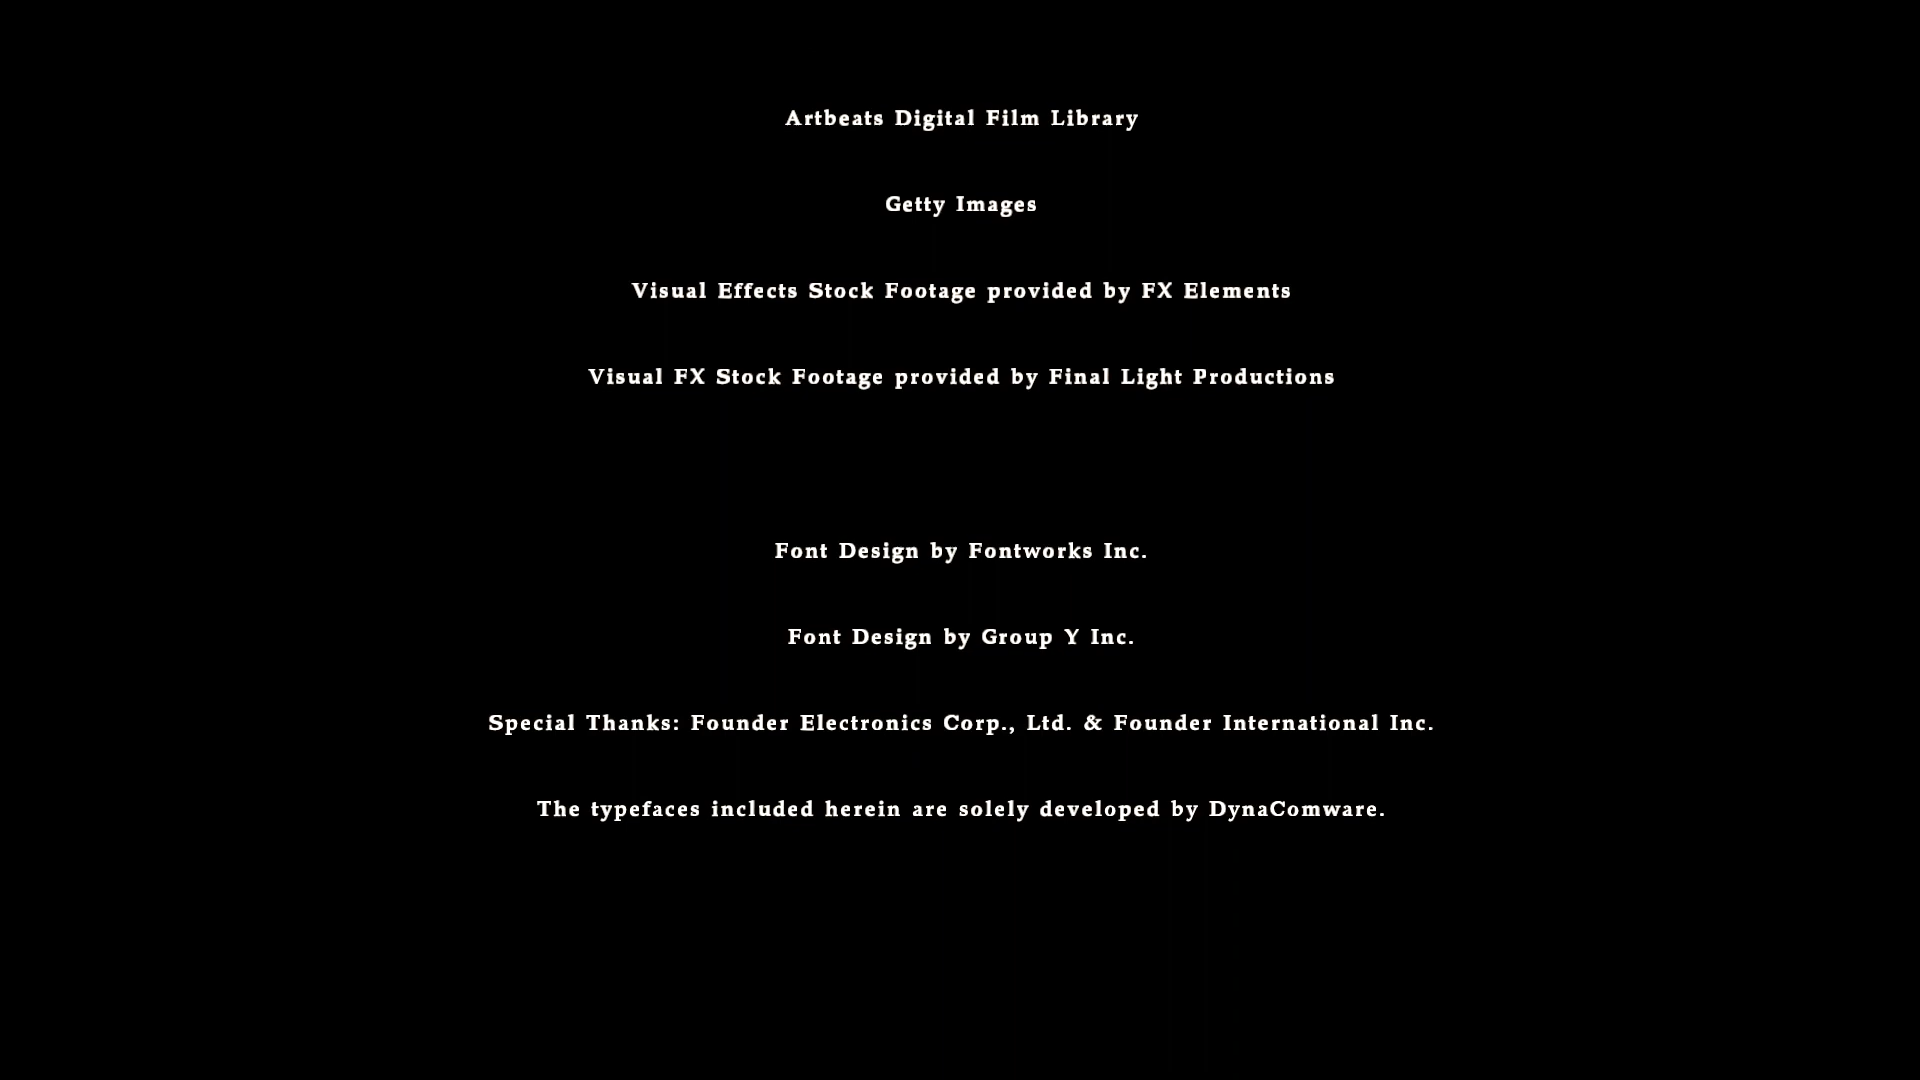 Artbeats Digital Film Library
Getty Images
Visual Effects Stock Footage provided by FX Elements
Visual FX Stock Footage provided by Final Light Productions
Font Design by Fontworks Inc.
Font Design by Group Y Inc.
Special Thanks: Founder Electronics Corp., Ltd. & Founder International Inc.
The typefaces included herein are solely developed by DynaComware.